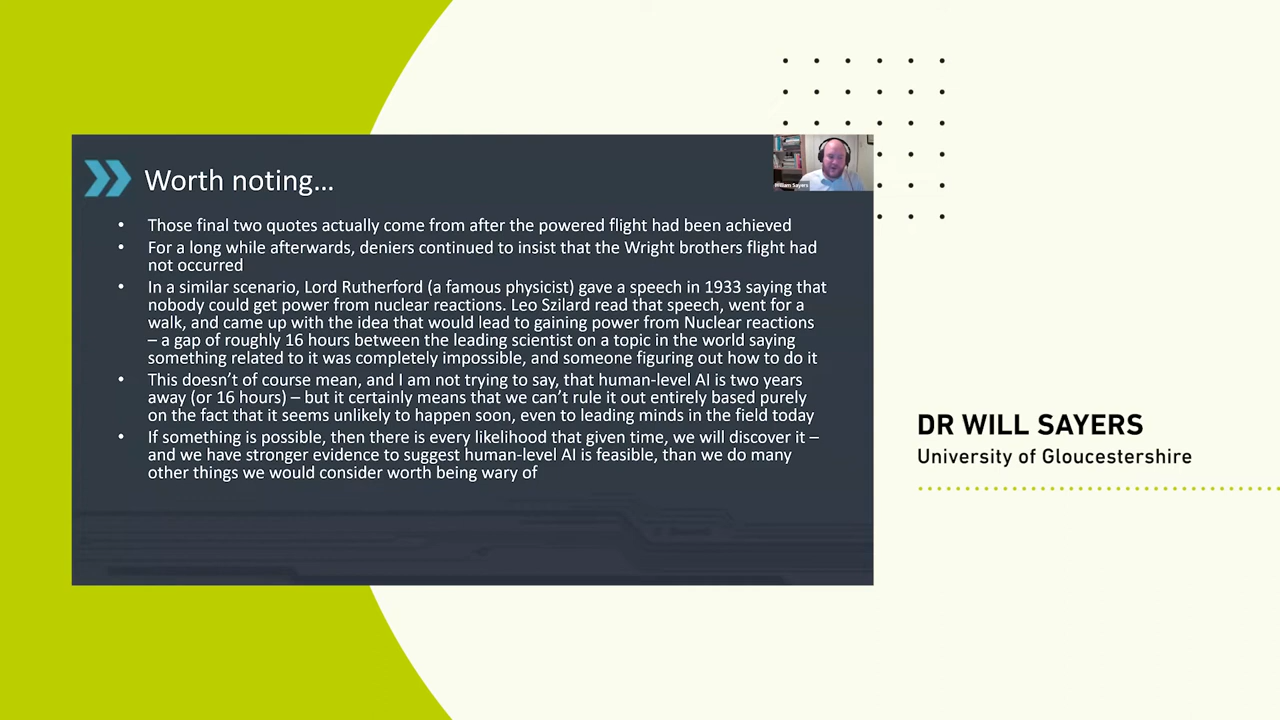 Worth noting...
• Those final two quotes actually come from after the powered flight had been achieved
• For a long while afterwards, deniers continued to insist that the Wright brothers flight had
not occurred
• In a similar scenario, Lord Rutherford (a famous physicist) gave a speech in 1933 saying that
nobody could get power from nuclear reactions. Leo Szilard read that speech, went for a
walk, and came up with the idea that would lead to gaining power from Nuclear reactions
– a gap of roughly 16 hours between the leading scientist on a topic in the world saying
something related to it was completely impossible, and someone figuring out how to do it
• This doesn't of course mean, and I am not trying to say, that human-level AI is two years
away (or 16 hours) – but it certainly means that we can't rule it out entirely based purely
on the fact that it seems unlikely to happen soon, even to leading minds in the field today
• If something is possible, then there is every likelihood that given time, we will discover it –
and we have stronger evidence to suggest human-level AI is feasible, than we do many
other things we would consider worth being wary of
William Sayers
DR WILL SAYERS
University of Gloucestershire